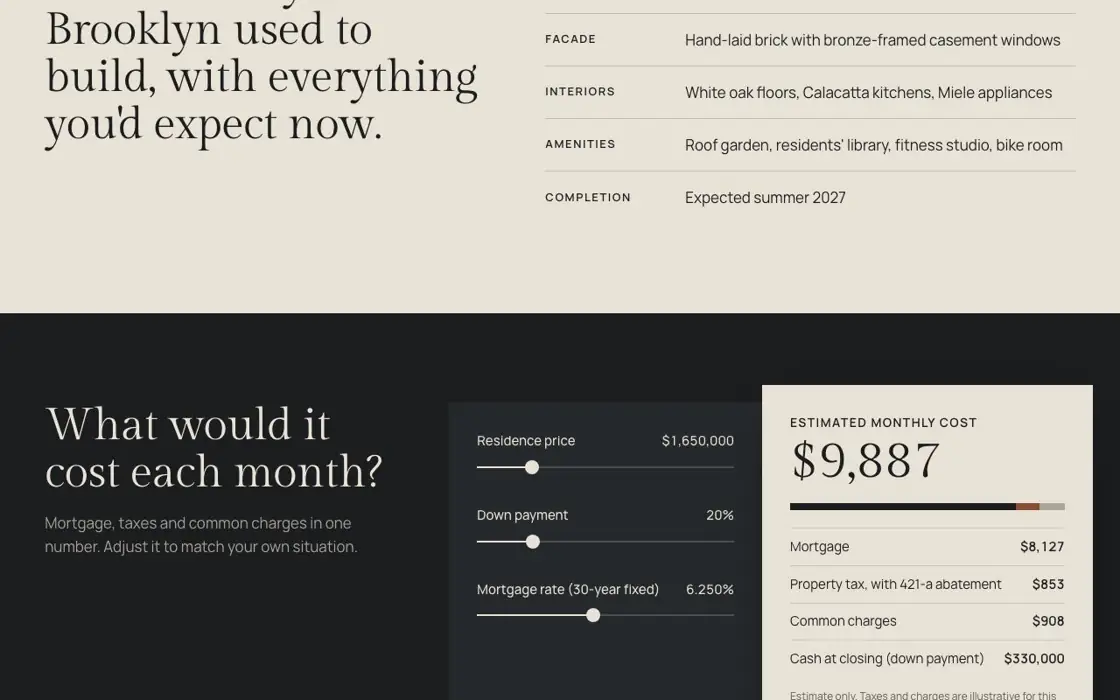 Brooklyn used to
build, with everything
you'd expect now.
FACADE Hand-laid brick with bronze-framed casement windows
INTERIORS White oak floors, Calacatta kitchens, Miele appliances
AMENITIES Roof garden, residents' library, fitness studio, bike room
COMPLETION Expected summer 2027
What would it
cost each month?
Mortgage, taxes and common charges in one
number. Adjust it to match your own situation.
Residence price $1,650,000
Down payment 20%
Mortgage rate (30-year fixed) 6.250%
ESTIMATED MONTHLY COST
$9,887
Mortgage $8,127
Property tax, with 421-a abatement $853
Common charges $908
Cash at closing (down payment) $330,000
Estimate only. Taxes and charges are illustrative for this